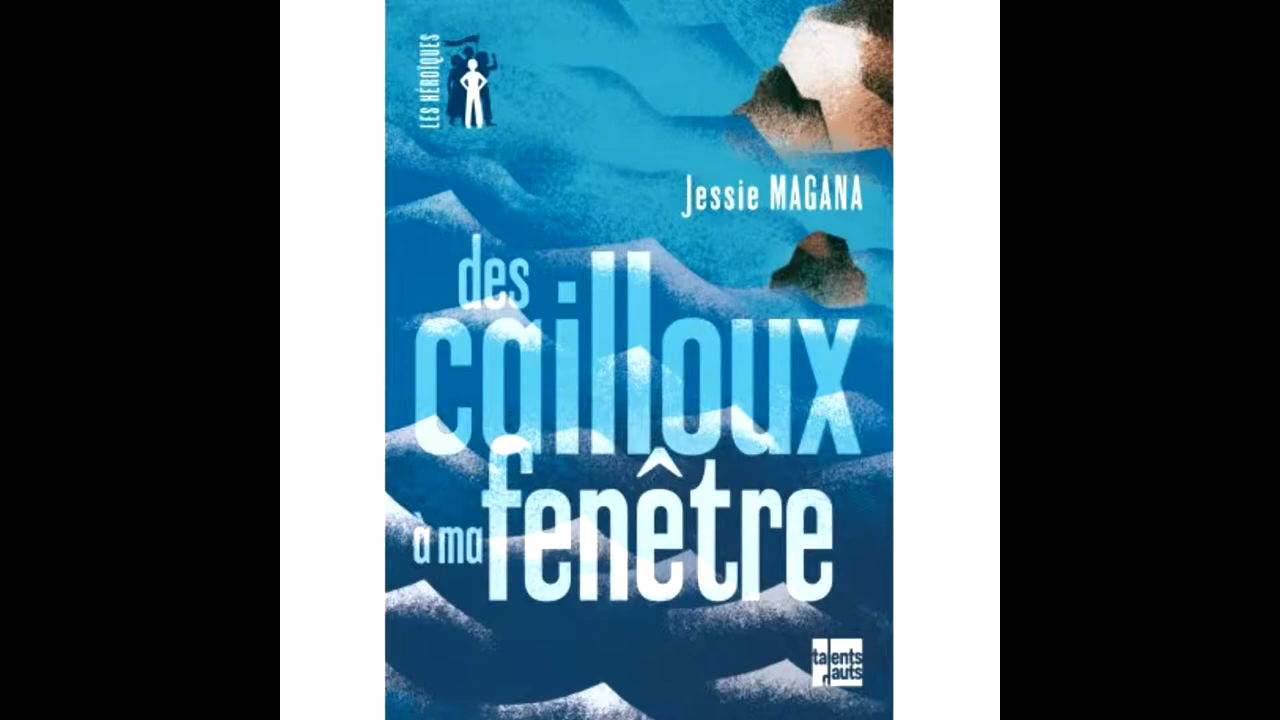 LES HÉROÏQUES
Jessie MAGANA
des
cailloux
à ma fenêtre
talents
hauts